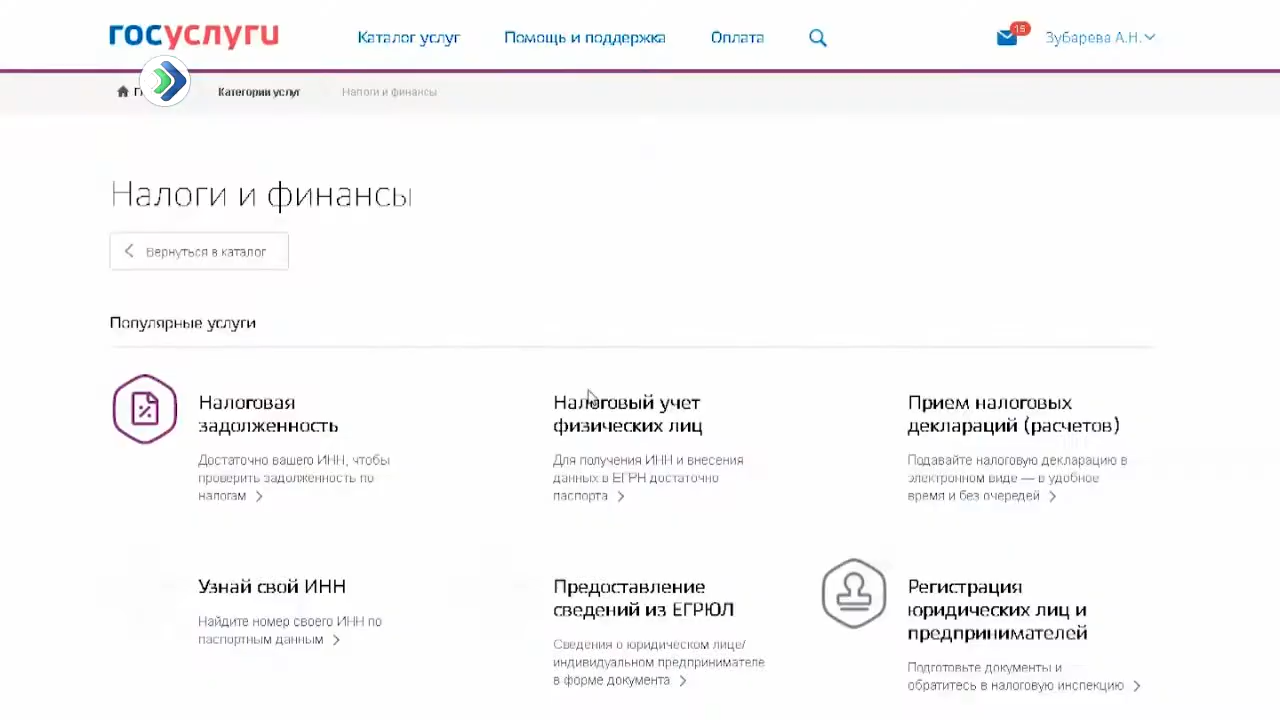 госуслуги
Каталог услуг
Помощь и поддержка
Оплата
15
Зубарева А.Н.
Категории услуг
Налоги и финансы
Налоги и финансы
Вернуться в каталог
Популярные услуги
Налоговая
задолженность
Достаточно вашего ИНН, чтобы
проверить задолженность по
налогам
Налоговый учет
физических лиц
Для получения ИНН и внесения
данных в ЕГРН достаточно
паспорта
Прием налоговых
деклараций (расчетов)
Подавайте налоговую декларацию в
электронном виде — в удобное
время и без очередей
Узнай свой ИНН
Найдите номер своего ИНН по
паспортным данным
Предоставление
сведений из ЕГРЮЛ
Сведения о юридическом лице/
индивидуальном предпринимателе
в форме документа
Регистрация
юридических лиц и
предпринимателей
Подготовьте документы и
обратитесь в налоговую инспекцию